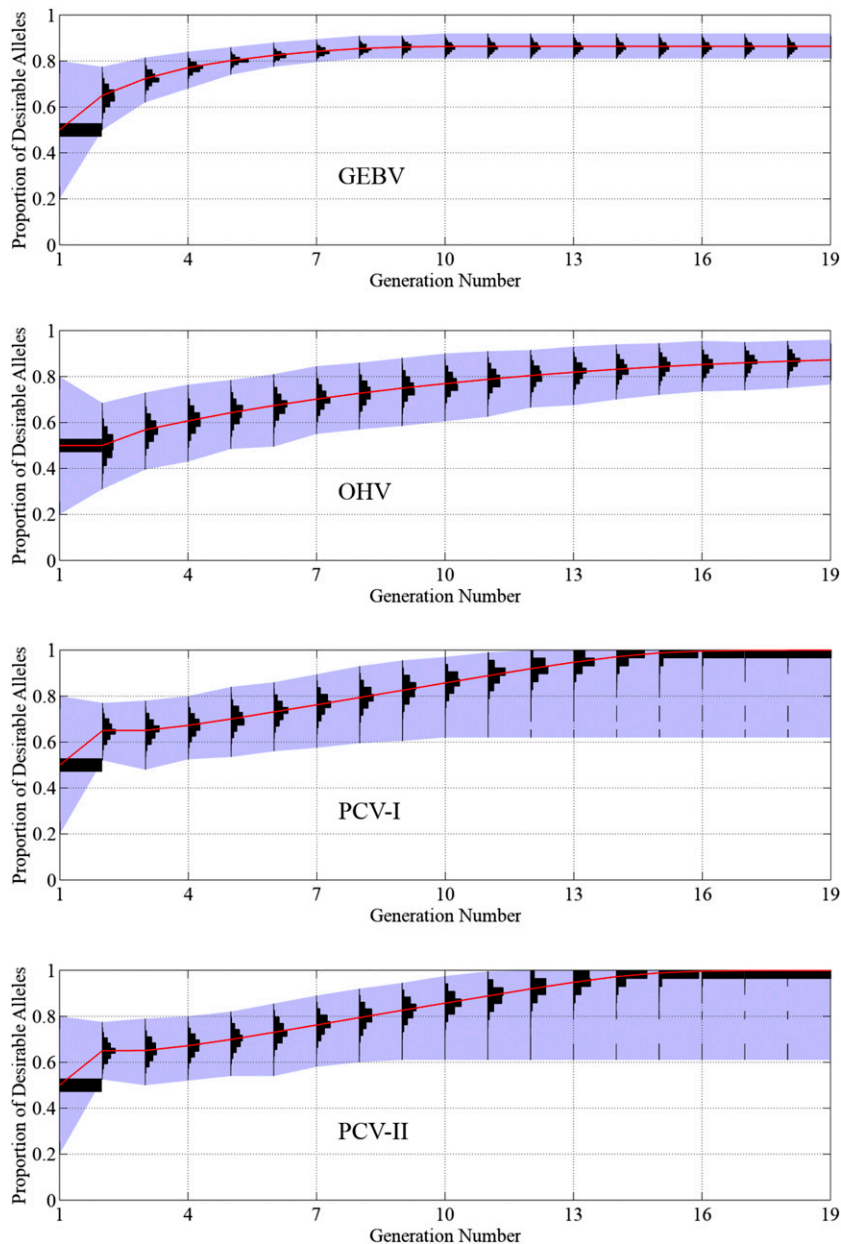 Proportion of Desirable Alleles
1
0.8
0.6
0.4
0.2
0
GEBV
1 4 7 10 13 16 19
Generation Number
Proportion of Desirable Alleles
1
0.8
0.6
0.4
0.2
0
OHV
1 4 7 10 13 16 19
Generation Number
Proportion of Desirable Alleles
1
0.8
0.6
0.4
0.2
0
PCV-I
1 4 7 10 13 16 19
Generation Number
Proportion of Desirable Alleles
1
0.8
0.6
0.4
0.2
0
PCV-II
1 4 7 10 13 16 19
Generation Number